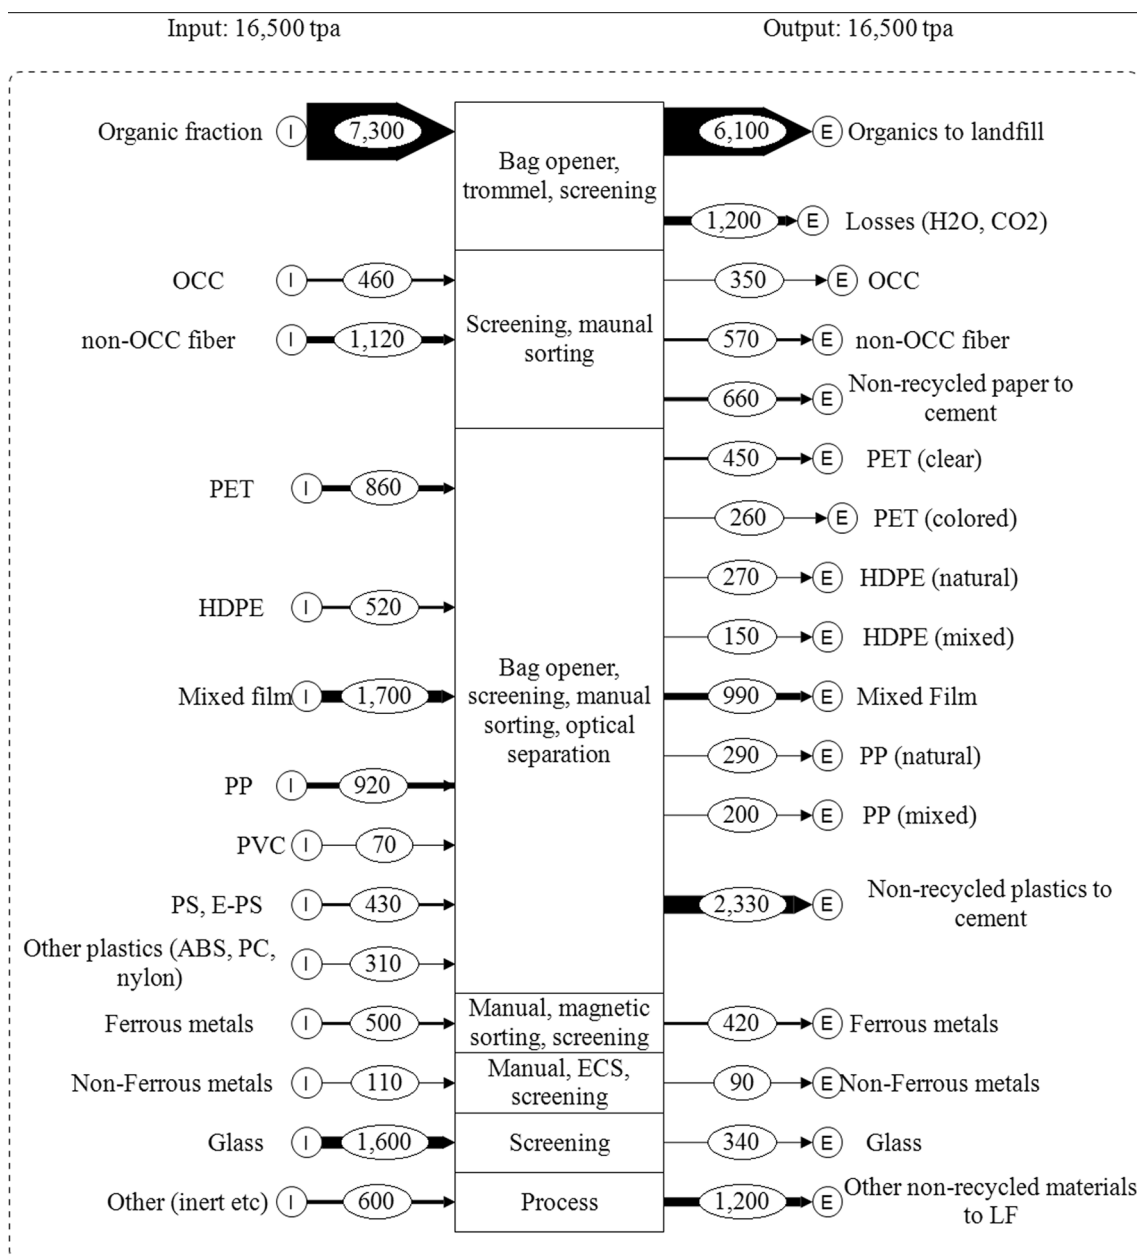 Input: 16,500 tpa
Output: 16,500 tpa
Organic fraction
I
7,300
Bag opener,
trommel, screening
6,100
E
Organics to landfill
1,200
E
Losses (H2O, CO2)
OCC
I
460
Screening, maunal
sorting
350
E
OCC
non-OCC fiber
I
1,120
570
E
non-OCC fiber
660
E
Non-recycled paper to
cement
PET
I
860
Bag opener,
screening, manual
sorting, optical
separation
450
E
PET (clear)
260
E
PET (colored)
HDPE
I
520
270
E
HDPE (natural)
150
E
HDPE (mixed)
Mixed film
I
1,700
990
E
Mixed Film
PP
I
920
290
E
PP (natural)
PVC
I
70
200
E
PP (mixed)
PS, E-PS
I
430
2,330
E
Non-recycled plastics to
cement
Other plastics (ABS, PC,
nylon)
I
310
Ferrous metals
I
500
Manual, magnetic
sorting, screening
420
E
Ferrous metals
Non-Ferrous metals
I
110
Manual, ECS,
screening
90
E
Non-Ferrous metals
Glass
I
1,600
Screening
340
E
Glass
Other (inert etc)
I
600
Process
1,200
E
Other non-recycled materials
to LF